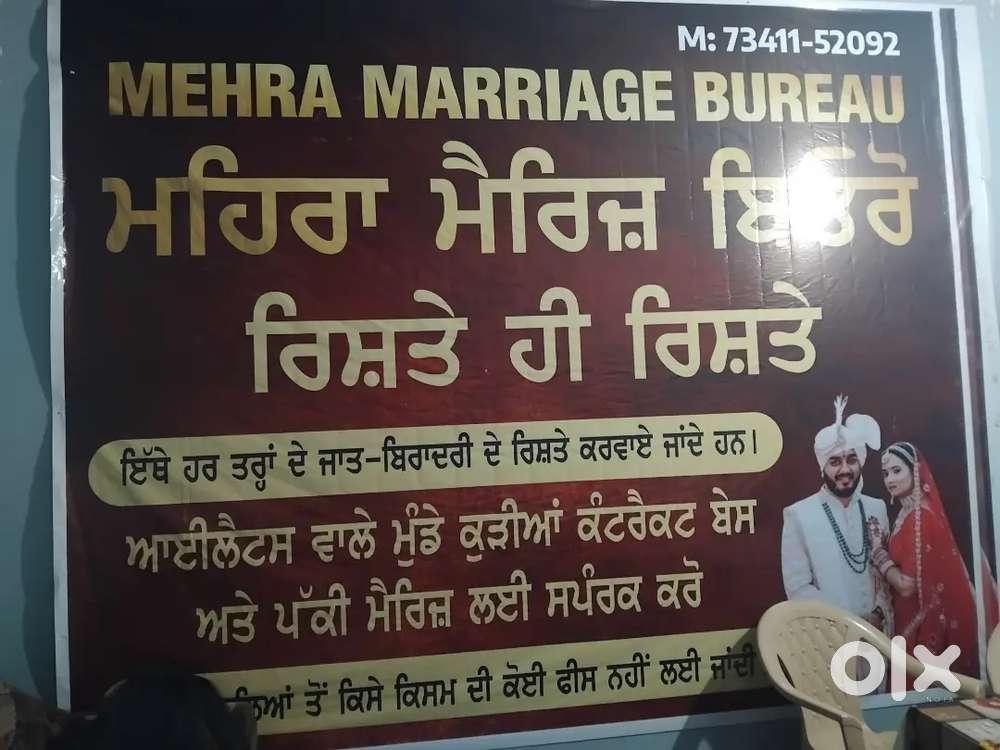 M: 73411-52092
MEHRA MARRIAGE BUREAU
ਮਹਿਰਾ ਮੈਰਿਜ਼ ਬਿਓਰੋ
ਰਿਸ਼ਤੇ ਹੀ ਰਿਸ਼ਤੇ
ਇੱਥੇ ਹਰ ਤਰ੍ਹਾਂ ਦੇ ਜਾਤ-ਬਿਰਾਦਰੀ ਦੇ ਰਿਸ਼ਤੇ ਕਰਵਾਏ ਜਾਂਦੇ ਹਨ।
ਆਈਲੈਟਸ ਵਾਲੇ ਮੁੰਡੇ ਕੁੜੀਆਂ ਕੰਟਰੈਕਟ ਬੇਸ
ਅਤੇ ਪੱਕੀ ਮੈਰਿਜ਼ ਲਈ ਸਪੰਰਕ ਕਰੋ
ਤੋਂ ਕਿਸੇ ਕਿਸਮ ਦੀ ਕੋਈ ਫੀਸ ਨਹੀਂ ਲਈ ਜਾਂਦੀ
olx